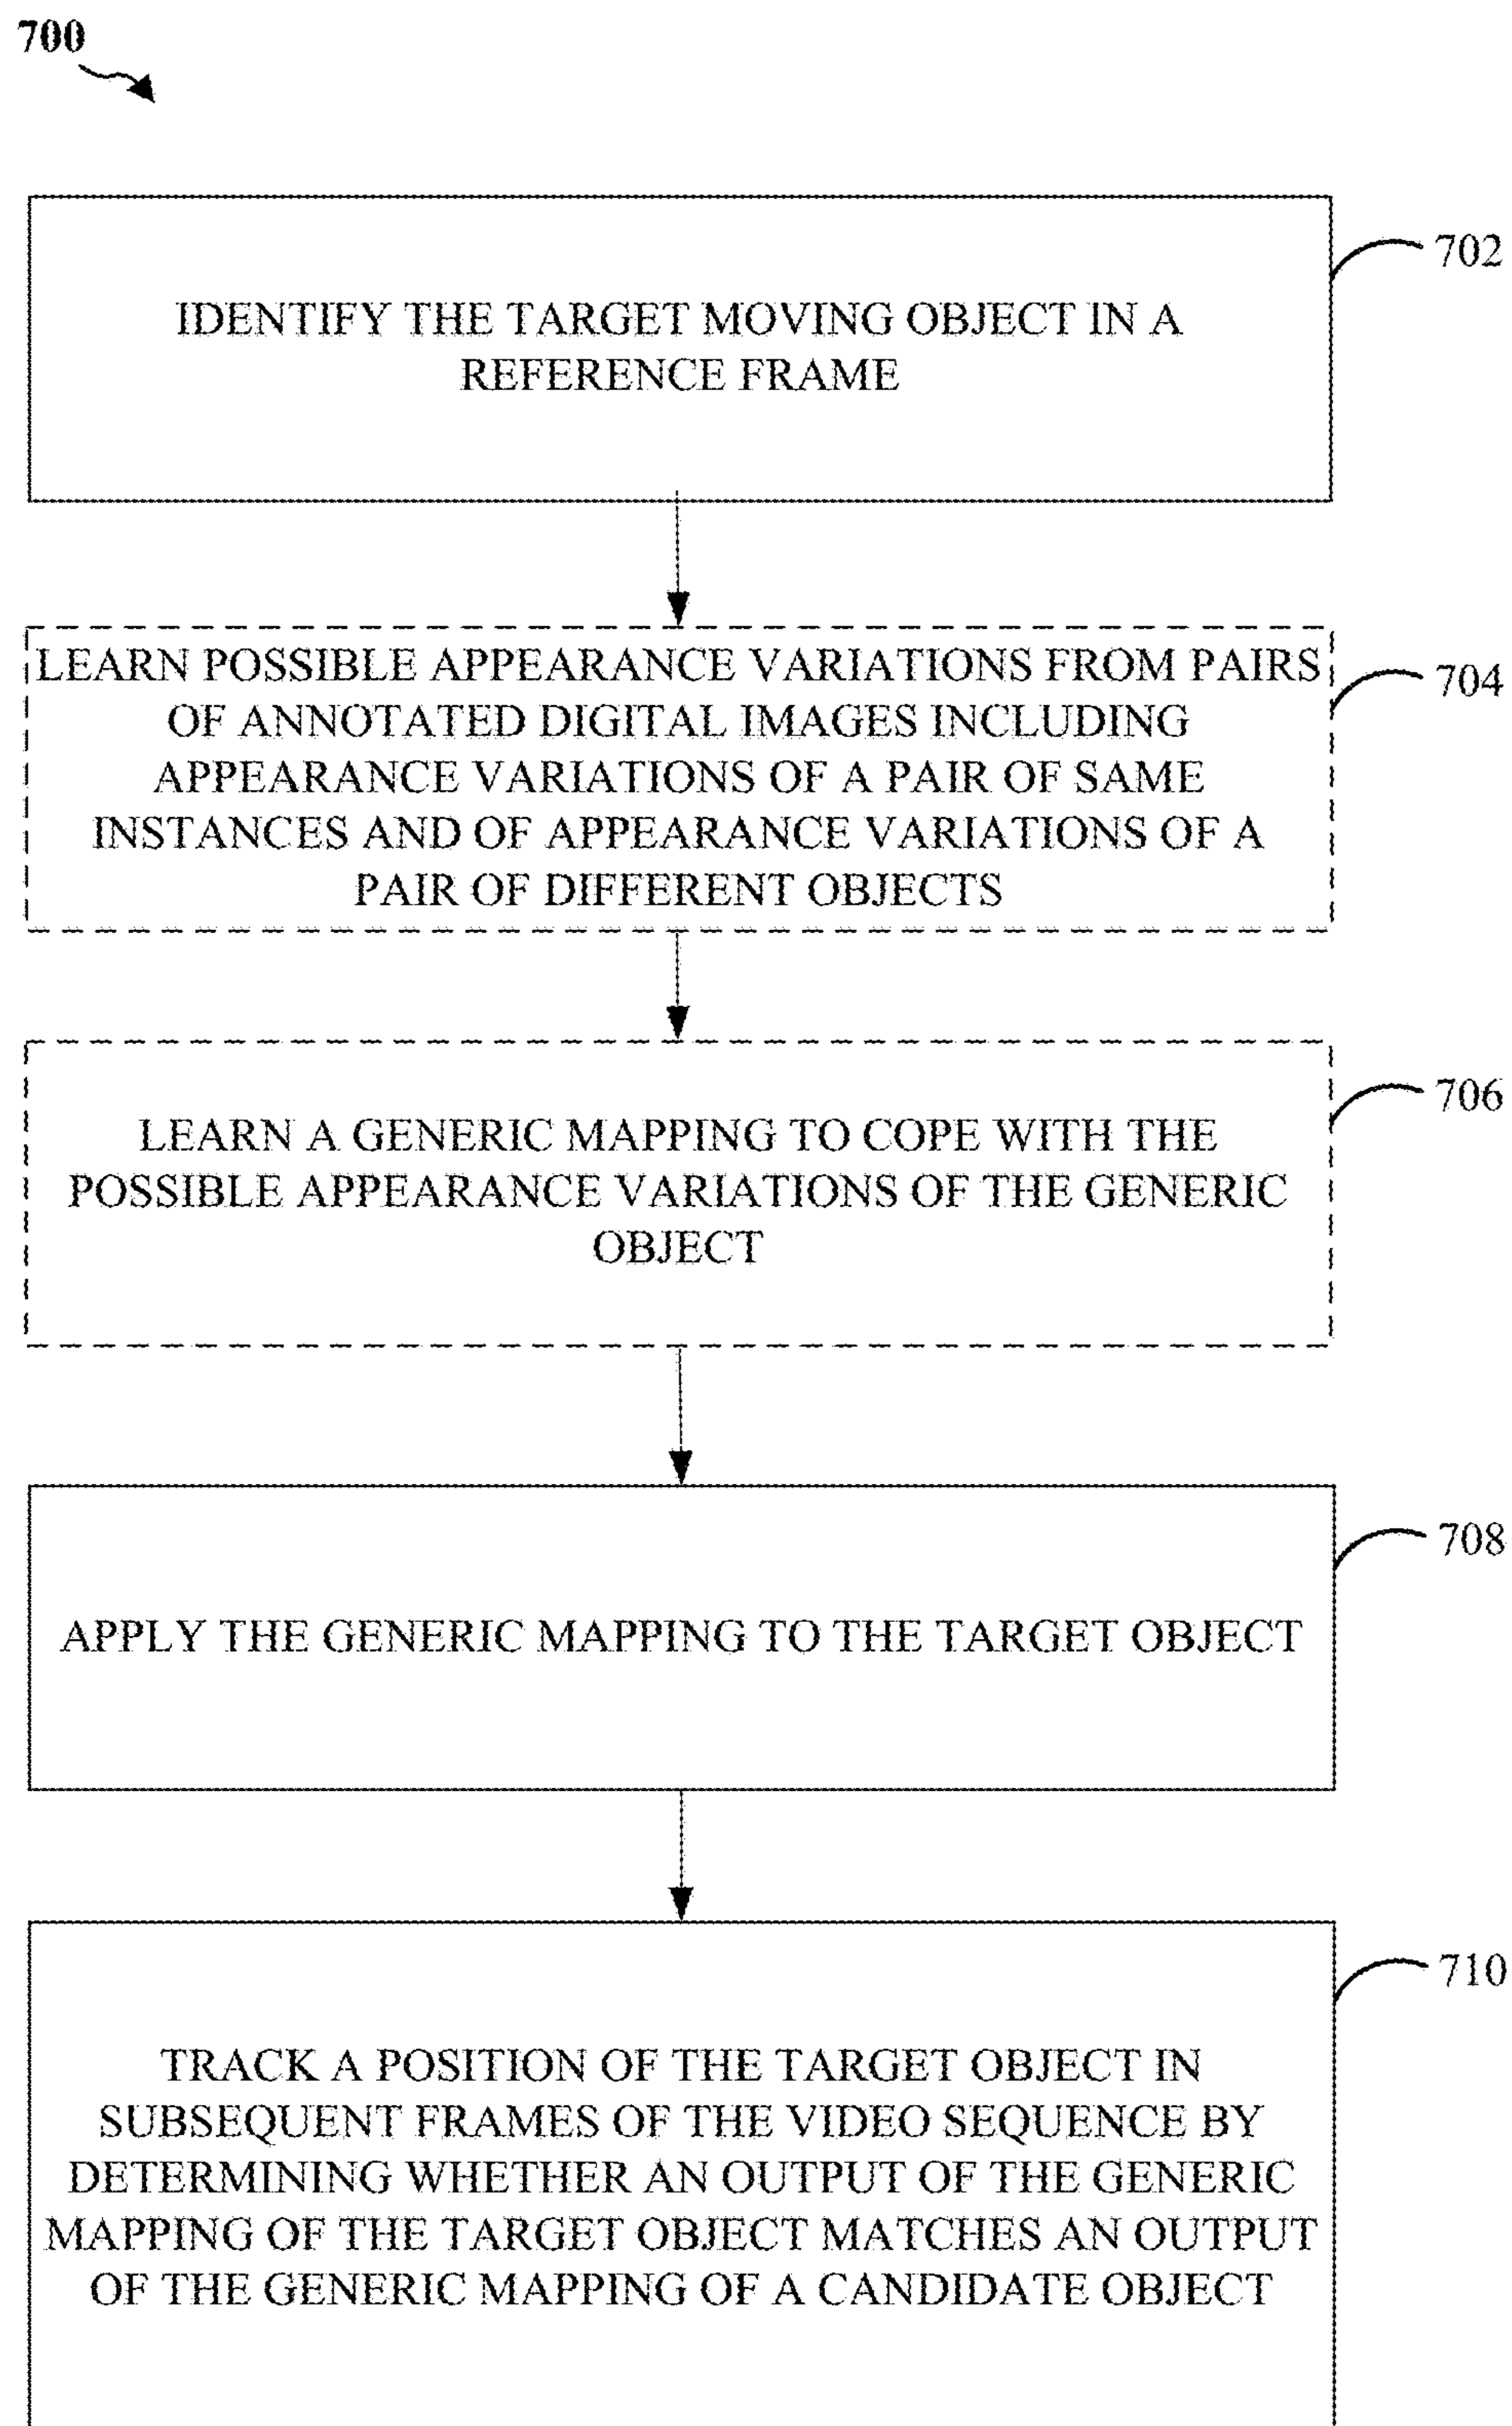 700
702
IDENTIFY THE TARGET MOVING OBJECT IN A
REFERENCE FRAME
704
LEARN POSSIBLE APPEARANCE VARIATIONS FROM PAIRS
OF ANNOTATED DIGITAL IMAGES INCLUDING
APPEARANCE VARIATIONS OF A PAIR OF SAME
INSTANCES AND OF APPEARANCE VARIATIONS OF A
PAIR OF DIFFERENT OBJECTS
706
LEARN A GENERIC MAPPING TO COPE WITH THE
POSSIBLE APPEARANCE VARIATIONS OF THE GENERIC
OBJECT
708
APPLY THE GENERIC MAPPING TO THE TARGET OBJECT
710
TRACK A POSITION OF THE TARGET OBJECT IN
SUBSEQUENT FRAMES OF THE VIDEO SEQUENCE BY
DETERMINING WHETHER AN OUTPUT OF THE GENERIC
MAPPING OF THE TARGET OBJECT MATCHES AN OUTPUT
OF THE GENERIC MAPPING OF A CANDIDATE OBJECT